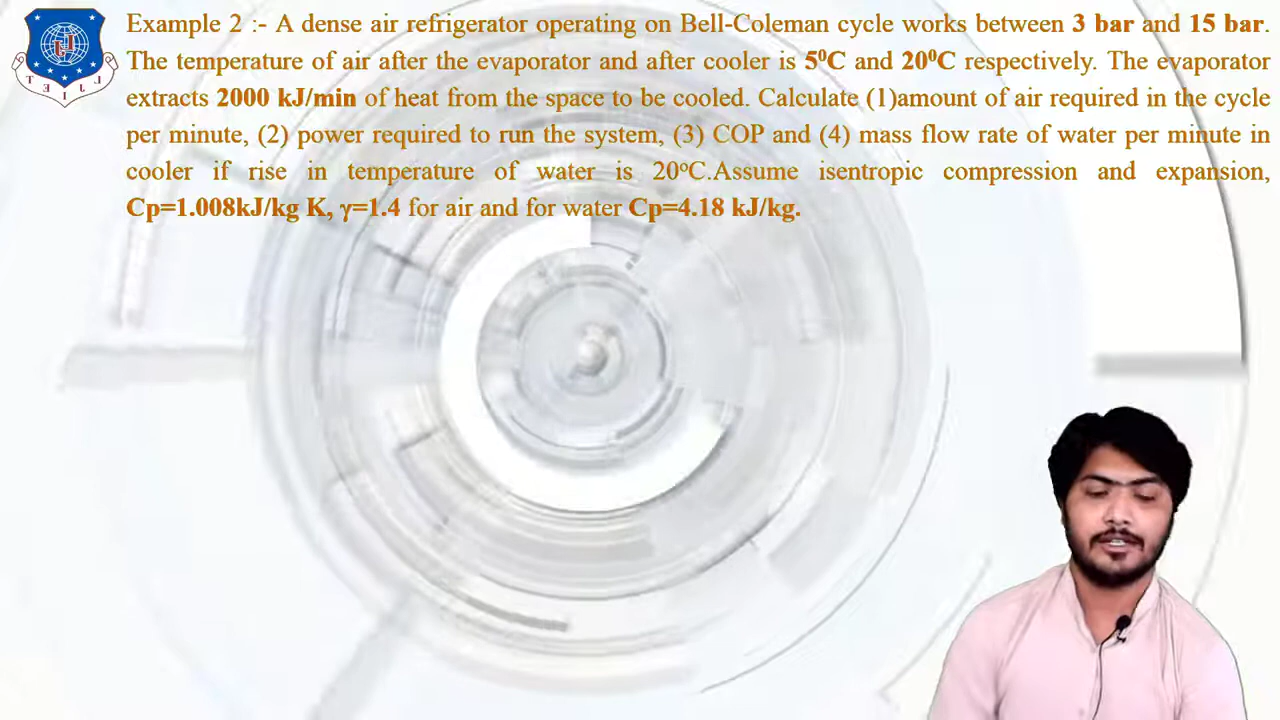 Example 2 :- A dense air refrigerator operating on Bell-Coleman cycle works between 3 bar and 15 bar.
The temperature of air after the evaporator and after cooler is 5⁰C and 20⁰C respectively. The evaporator
extracts 2000 kJ/min of heat from the space to be cooled. Calculate (1)amount of air required in the cycle
per minute, (2) power required to run the system, (3) COP and (4) mass flow rate of water per minute in
cooler if rise in temperature of water is 20ᵒC.Assume isentropic compression and expansion,
Cp=1.008kJ/kg K, γ=1.4 for air and for water Cp=4.18 kJ/kg.